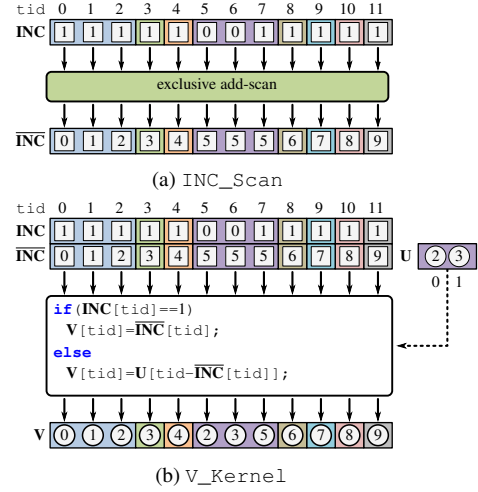 tid 0 1 2 3 4 5 6 7 8 9 10 11
INC 1 1 1 1 1 0 0 1 1 1 1 1
exclusive add-scan
I̅N̅C̅ 0 1 2 3 4 5 5 5 6 7 8 9
(a) INC_Scan
tid 0 1 2 3 4 5 6 7 8 9 10 11
INC 1 1 1 1 1 0 0 1 1 1 1 1
I̅N̅C̅ 0 1 2 3 4 5 5 5 6 7 8 9 U 2 3
0 1
if(INC[tid]==1)
V[tid]=I̅N̅C̅[tid];
else
V[tid]=U[tid-I̅N̅C̅[tid]];
V 0 1 2 3 4 2 3 5 6 7 8 9
(b) V_Kernel